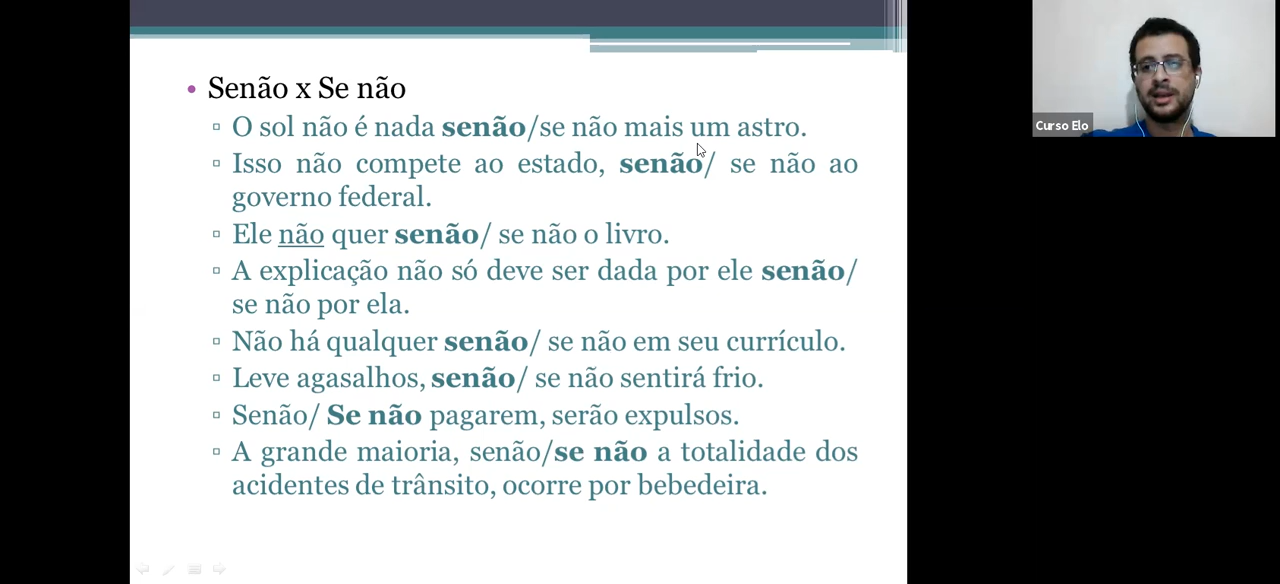 Senão x Se não
O sol não é nada senão/se não mais um astro.
Isso não compete ao estado, senão/ se não ao
governo federal.
Ele não quer senão/ se não o livro.
A explicação não só deve ser dada por ele senão/
se não por ela.
Não há qualquer senão/ se não em seu currículo.
Leve agasalhos, senão/ se não sentirá frio.
Senão/ Se não pagarem, serão expulsos.
A grande maioria, senão/se não a totalidade dos
acidentes de trânsito, ocorre por bebedeira.
Curso Elo